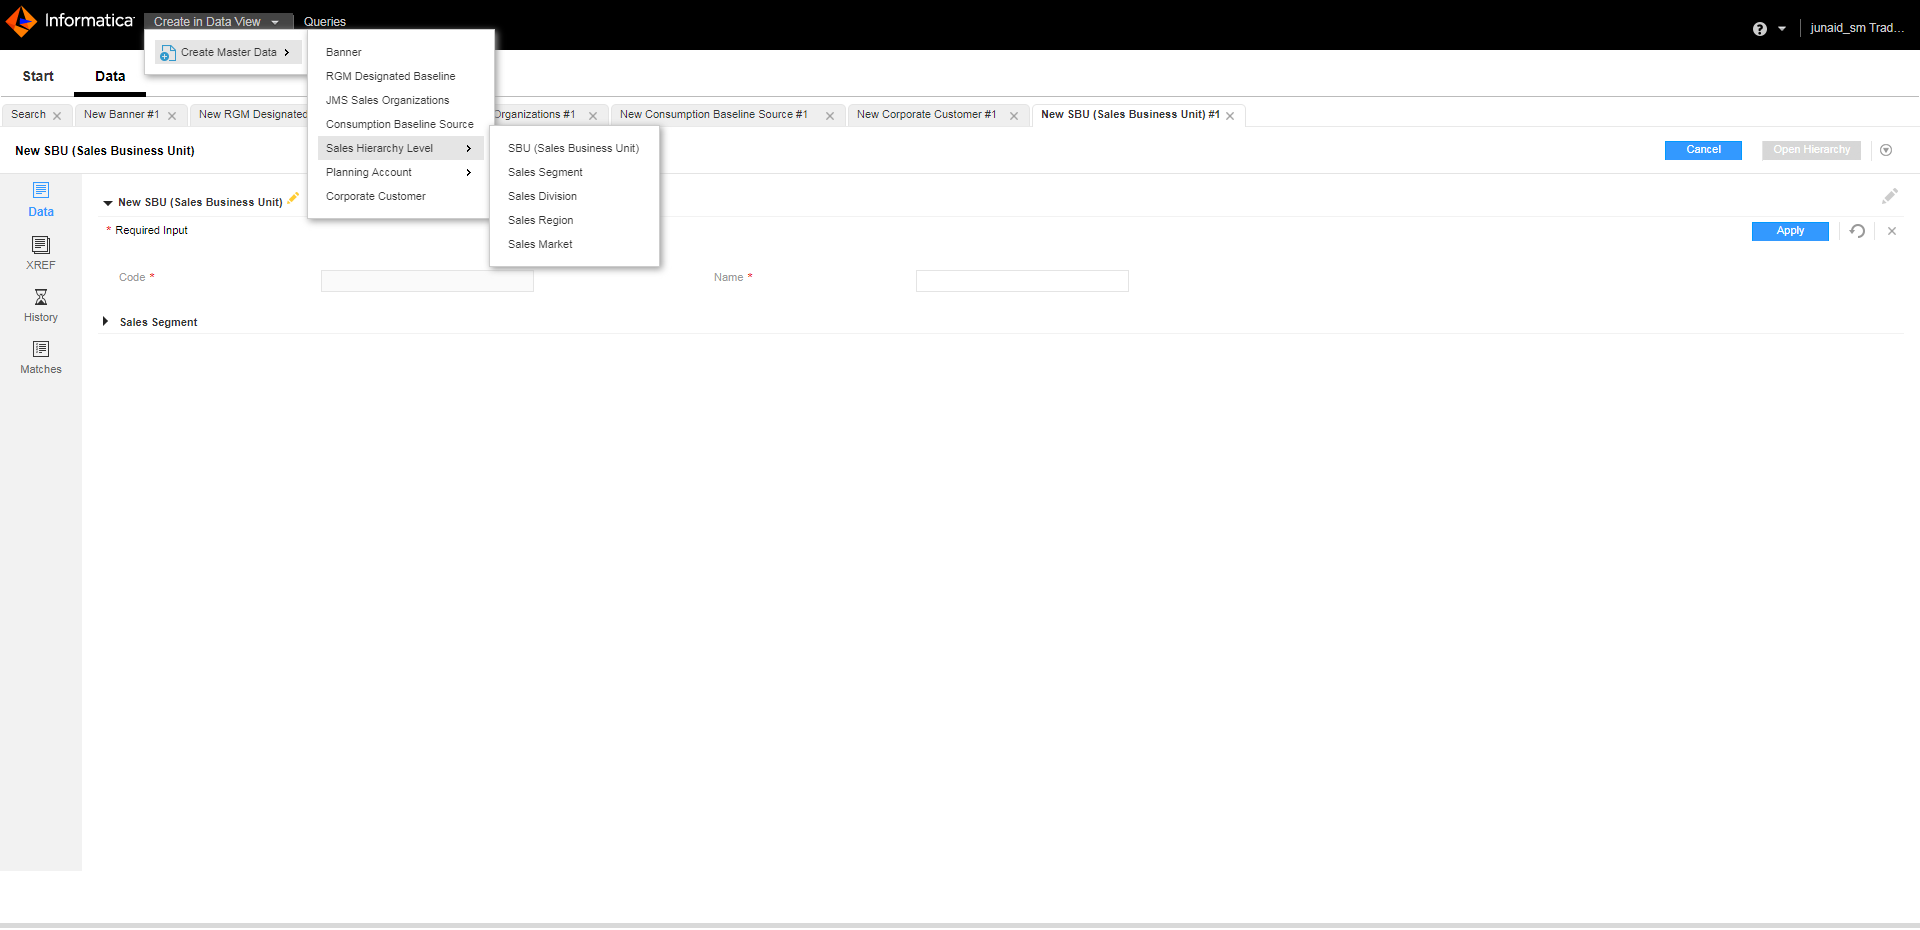 Informatica
Create in Data View
Queries
junaid_sm Trad...
Create Master Data
Banner
RGM Designated Baseline
JMS Sales Organizations
Consumption Baseline Source
Sales Hierarchy Level
Planning Account
Corporate Customer
SBU (Sales Business Unit)
Sales Segment
Sales Division
Sales Region
Sales Market
Start
Data
Search
New Banner #1
New RGM Designated
Organizations #1
New Consumption Baseline Source #1
New Corporate Customer #1
New SBU (Sales Business Unit) #1
New SBU (Sales Business Unit)
Cancel
Open Hierarchy
Data
XREF
History
Matches
New SBU (Sales Business Unit)
* Required Input
Apply
Code *
Name *
Sales Segment